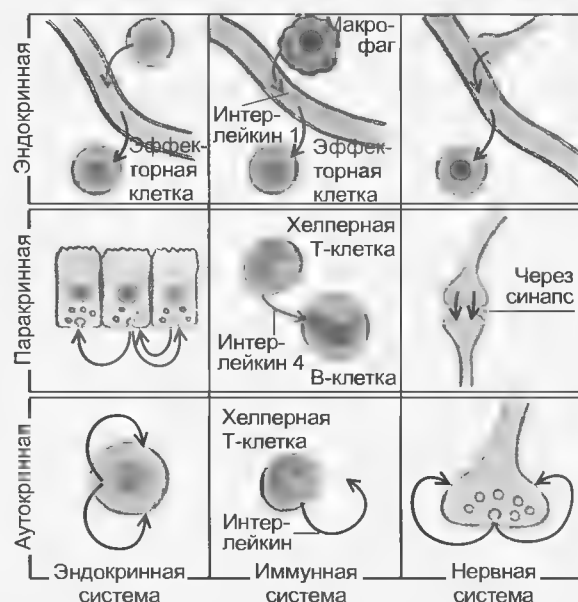 Эндокринная
Эффек-
торная
клетка
Макро-
фаг
Интер-
лейкин 1
Эффек-
торная
клетка
Паракринная
Хелперная
Т-клетка
Интер-
лейкин 4
В-клетка
Через
синапс
Аутокринная
Хелперная
Т-клетка
Интер-
лейкин
Эндокринная
система
Иммунная
система
Нервная
система